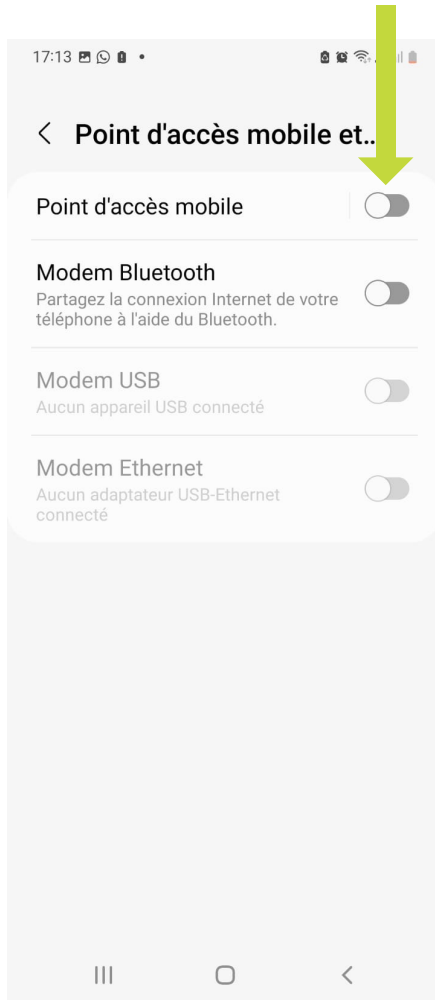 17:13
Point d'accès mobile et...
Point d'accès mobile
Modem Bluetooth
Partagez la connexion Internet de votre
téléphone à l'aide du Bluetooth.
Modem USB
Aucun appareil USB connecté
Modem Ethernet
Aucun adaptateur USB-Ethernet
connecté